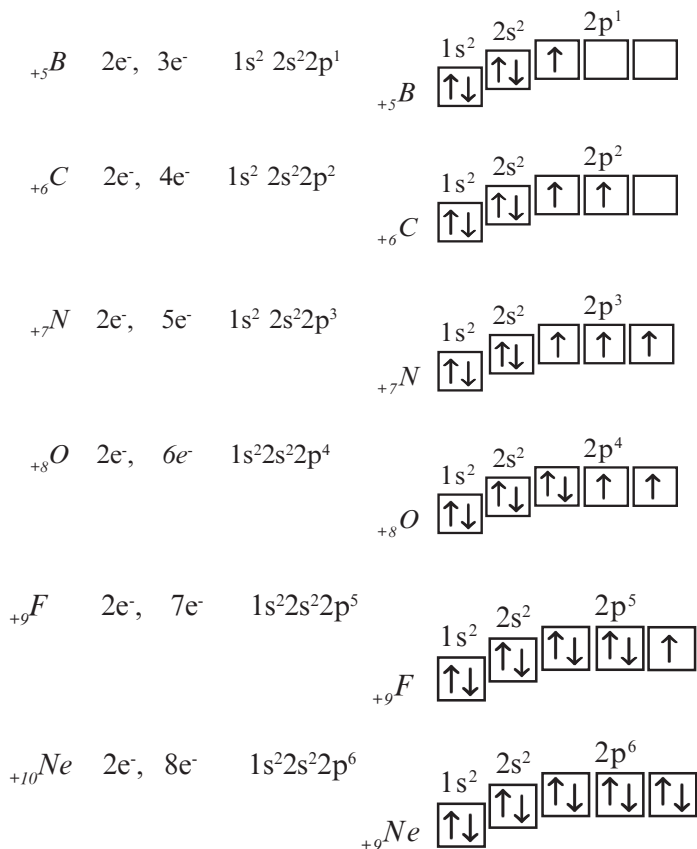 1s² 2s² 2p¹
₊₅B 2e⁻, 3e⁻ 1s² 2s²2p¹
₊₅B
1s² 2s² 2p²
₊₆C 2e⁻, 4e⁻ 1s² 2s²2p²
₊₆C
1s² 2s² 2p³
₊₇N 2e⁻, 5e⁻ 1s² 2s²2p³
₊₇N
1s² 2s² 2p⁴
₊₈O 2e⁻, 6e⁻ 1s²2s²2p⁴
₊₈O
1s² 2s² 2p⁵
₊₉F 2e⁻, 7e⁻ 1s²2s²2p⁵
₊₉F
1s² 2s² 2p⁶
₊₁₀Ne 2e⁻, 8e⁻ 1s²2s²2p⁶
₊₉Ne